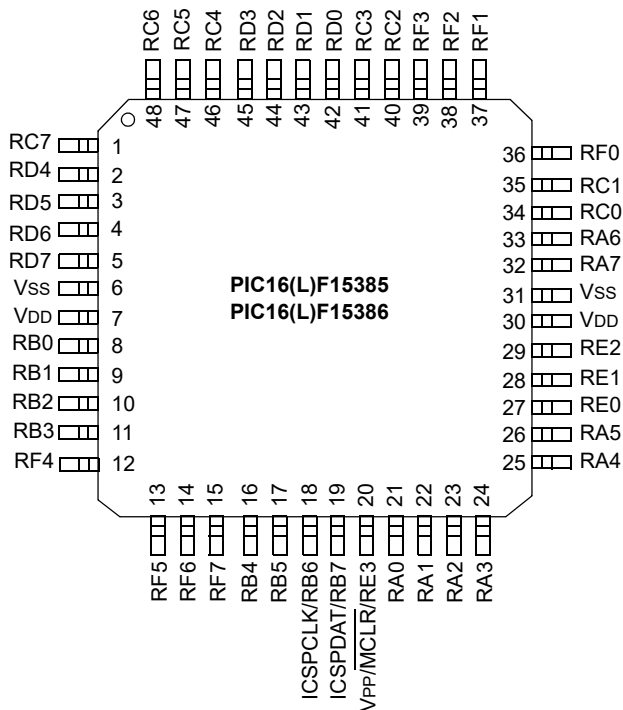 RC6 RC5 RC4 RD3 RD2 RD1 RD0 RC3 RC2 RF3 RF2 RF1
48 47 46 45 44 43 42 41 40 39 38 37
RC7 1
RD4 2
RD5 3
RD6 4
RD7 5
VSS 6
VDD 7
RB0 8
RB1 9
RB2 10
RB3 11
RF4 12
PIC16(L)F15385
PIC16(L)F15386
36 RF0
35 RC1
34 RC0
33 RA6
32 RA7
31 VSS
30 VDD
29 RE2
28 RE1
27 RE0
26 RA5
25 RA4
13 14 15 16 17 18 19 20 21 22 23 24
RF5 RF6 RF7 RB4 RB5 ICSPCLK/RB6 ICSPDAT/RB7 VPP/MCLR/RE3 RA0 RA1 RA2 RA3